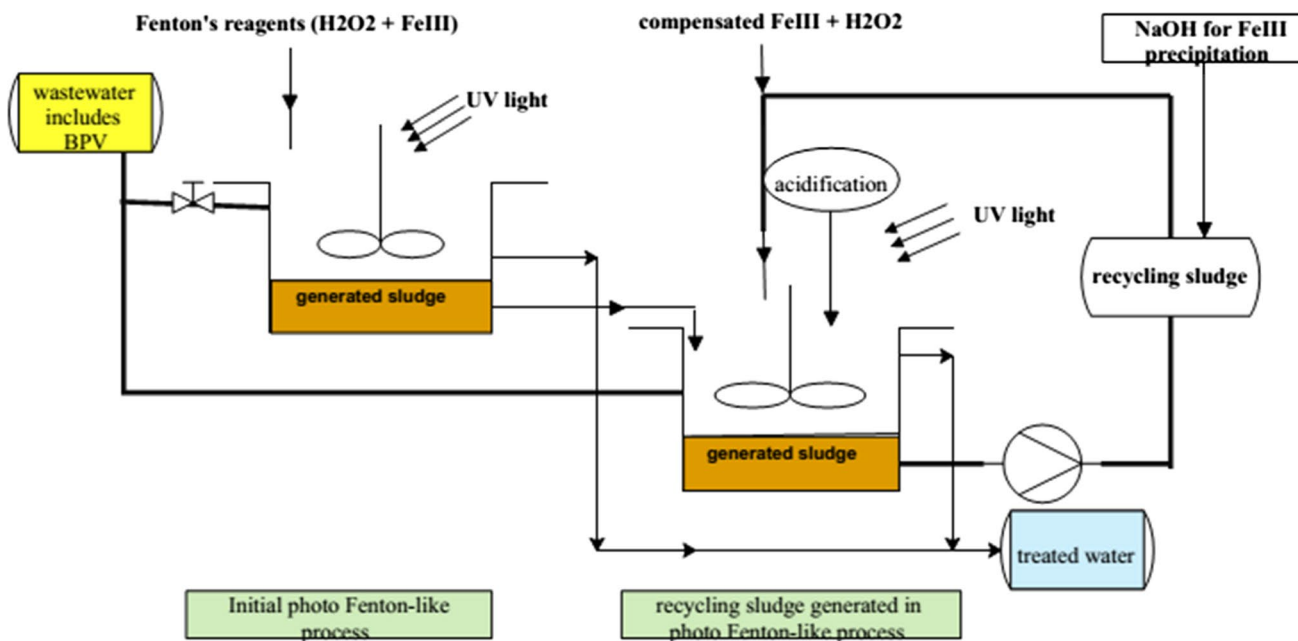 Fenton's reagents (H2O2 + FeIII)
compensated FeIII + H2O2
NaOH for FeIII
precipitation
wastewater
includes
BPV
UV light
acidification
UV light
recycling sludge
generated sludge
generated sludge
treated water
Initial photo Fenton-like
process
recycling sludge generated in
photo Fenton-like process